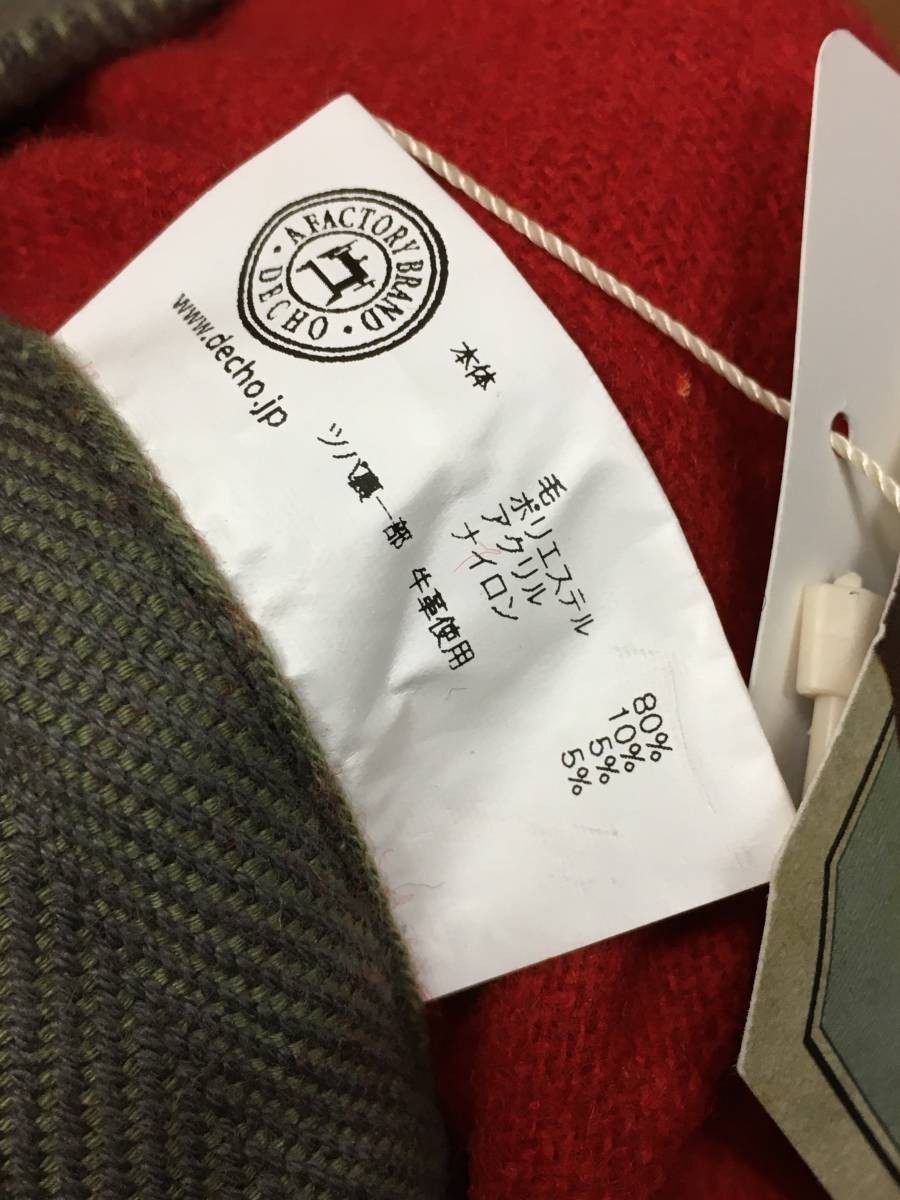 A FACTORY BRAND
DECHO
www.decho.jp
本体
毛 80%
ポリエステル 10%
アクリル 5%
ナイロン 5%
ツバ裏一部 牛革使用